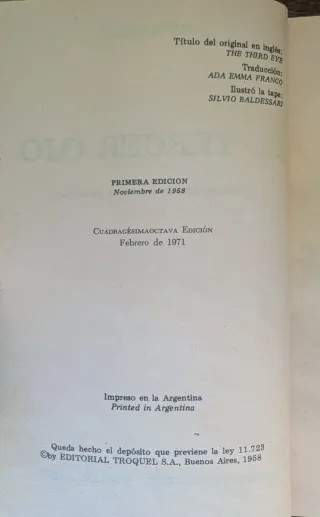 Título del original en inglés:
THE THIRD EYE
Traducción:
ADA EMMA FRANCO
Ilustró la tapa:
SILVIO BALDESSARI
PRIMERA EDICION
Noviembre de 1958
CUADRAGÉSIMAOCTAVA EDICIÓN
Febrero de 1971
Impreso en la Argentina
Printed in Argentina
Queda hecho el depósito que previene la ley 11.723
©by EDITORIAL TROQUEL S.A., Buenos Aires, 1958